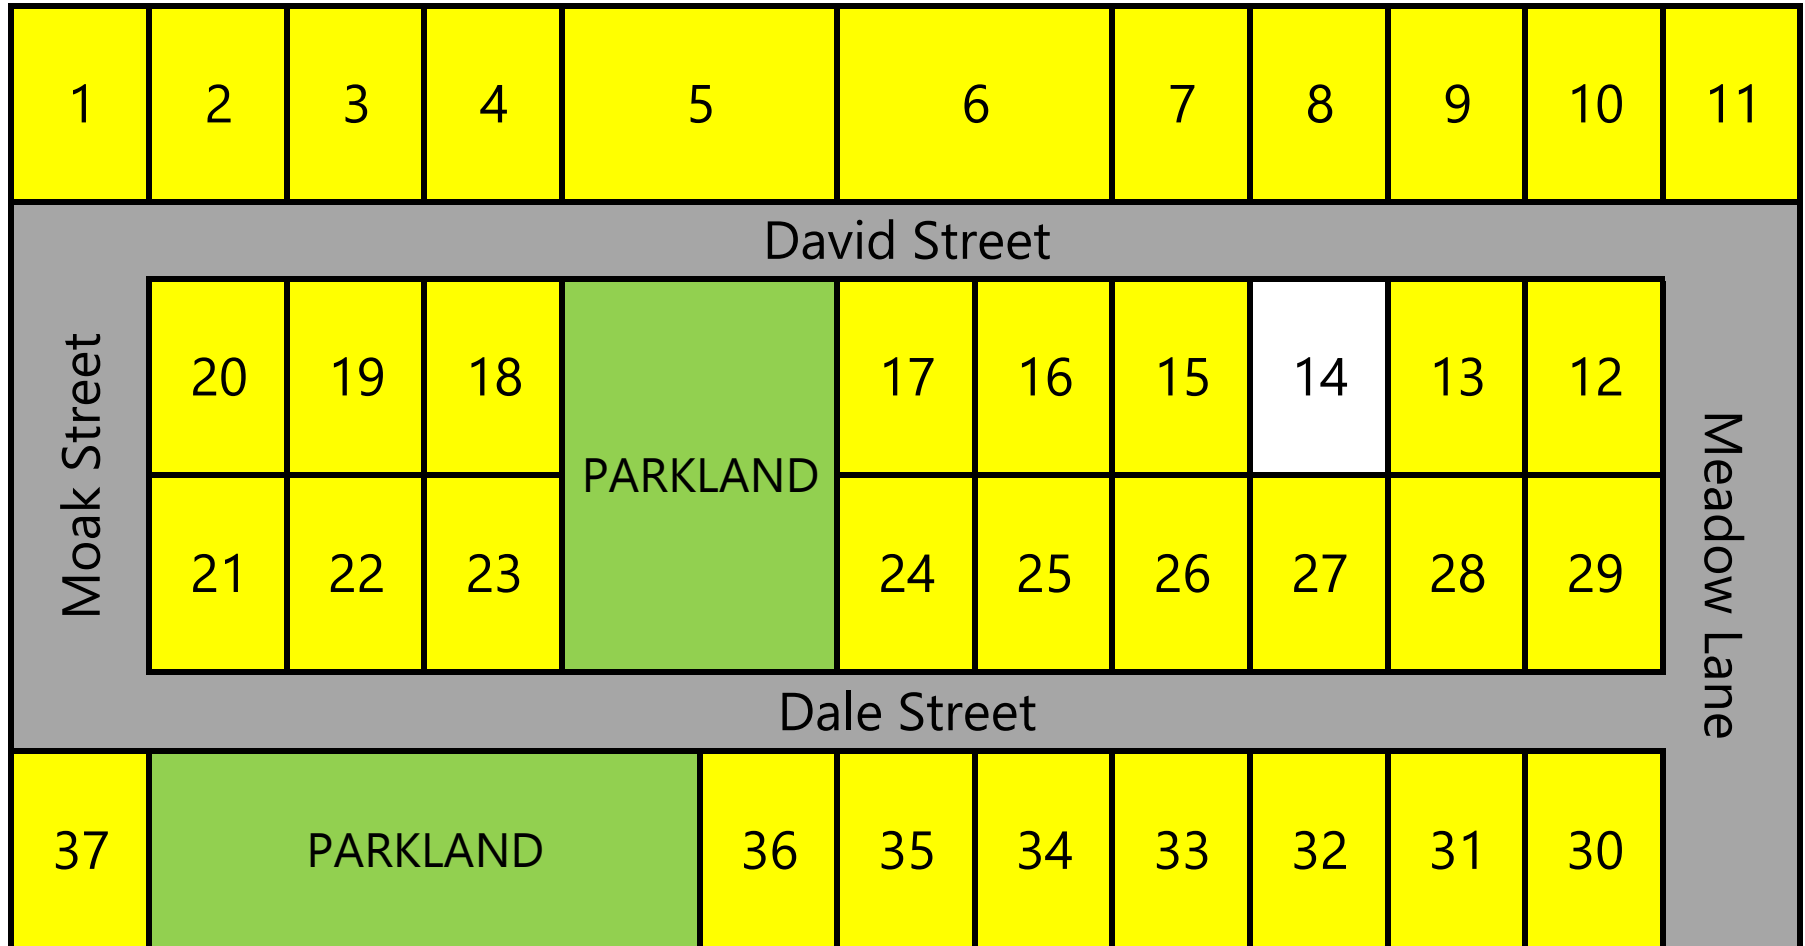 1 2 3 4 5 6 7 8 9 10 11
David Street
Moak Street
20 19 18 17 16 15 14 13 12
PARKLAND
21 22 23 24 25 26 27 28 29
Meadow Lane
Dale Street
37 PARKLAND 36 35 34 33 32 31 30